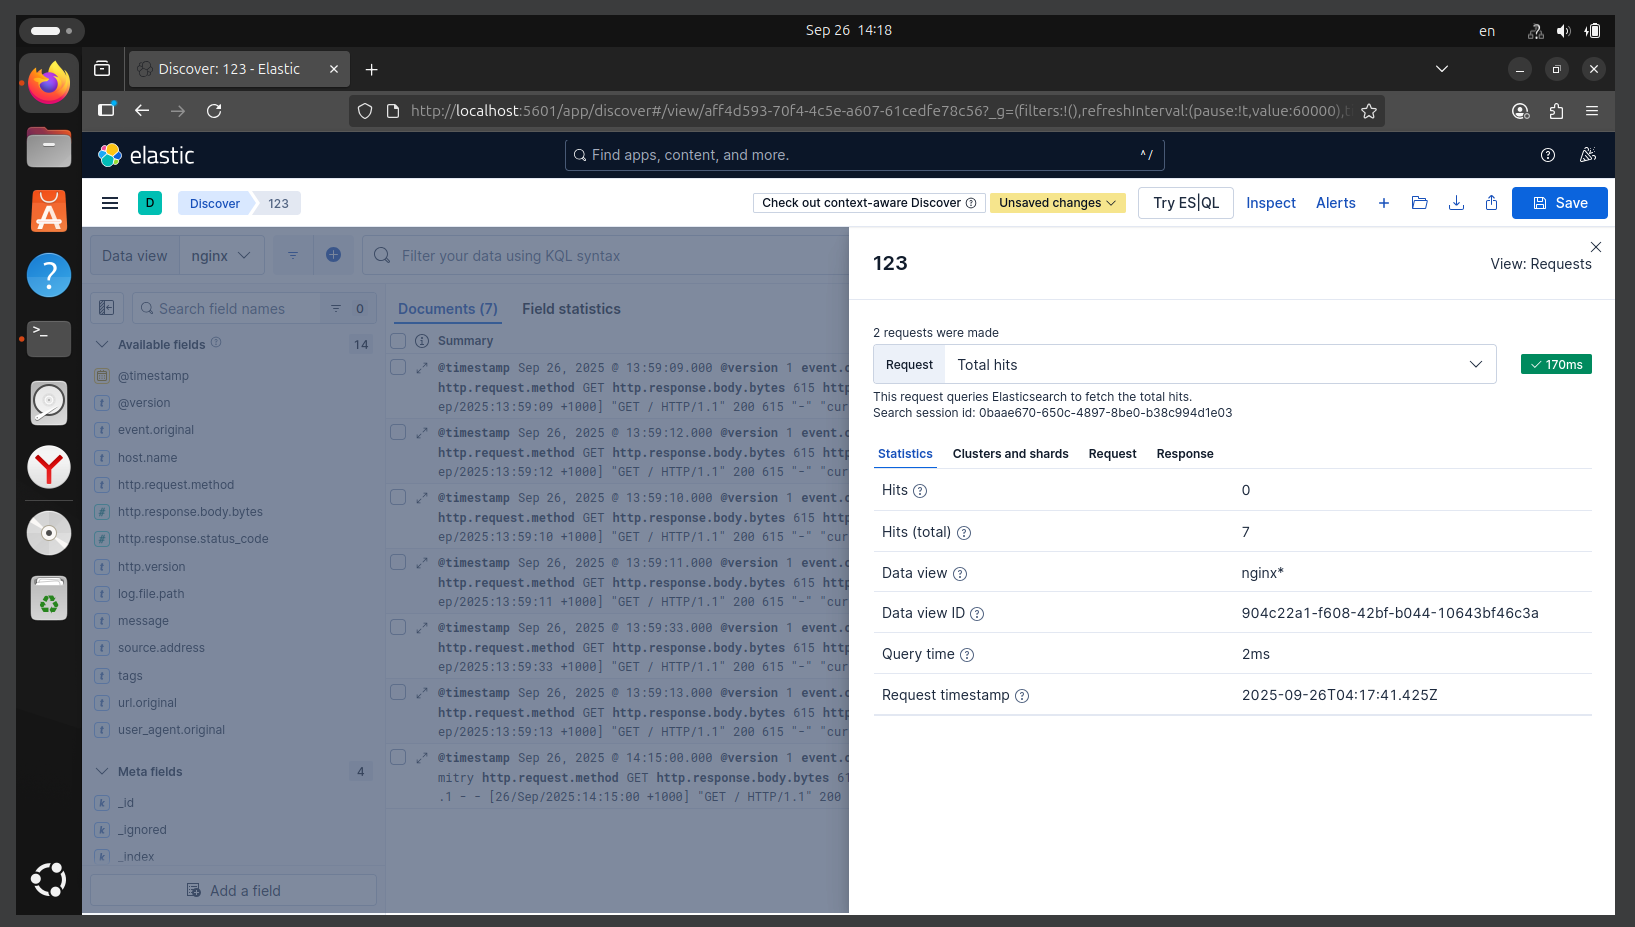 Sep 26 14:18
en
Discover: 123 - Elastic
http://localhost:5601/app/discover#/view/aff4d593-70f4-4c5e-a607-61cedfe78c56?_g=(filters:!(),refreshInterval:(pause:!t,value:60000),t
elastic
Find apps, content, and more.
^ /
D
Discover
123
Check out context-aware Discover
Unsaved changes
Try ES|QL
Inspect
Alerts
Save
Data view
nginx
Filter your data using KQL syntax
Search field names
0
Available fields
14
@timestamp
@version
event.original
host.name
http.request.method
http.response.body.bytes
http.response.status_code
http.version
log.file.path
message
source.address
tags
url.original
user_agent.original
Meta fields
4
_id
_ignored
_index
Add a field
Documents (7)
Field statistics
Summary
@timestamp Sep 26, 2025 @ 13:59:09.000 @version 1 event.o
http.request.method GET http.response.body.bytes 615 http
ep/2025:13:59:09 +1000] "GET / HTTP/1.1" 200 615 "-" "cur
@timestamp Sep 26, 2025 @ 13:59:12.000 @version 1 event.o
http.request.method GET http.response.body.bytes 615 http
ep/2025:13:59:12 +1000] "GET / HTTP/1.1" 200 615 "-" "cur
@timestamp Sep 26, 2025 @ 13:59:10.000 @version 1 event.o
http.request.method GET http.response.body.bytes 615 http
ep/2025:13:59:10 +1000] "GET / HTTP/1.1" 200 615 "-" "cur
@timestamp Sep 26, 2025 @ 13:59:11.000 @version 1 event.o
http.request.method GET http.response.body.bytes 615 http
ep/2025:13:59:11 +1000] "GET / HTTP/1.1" 200 615 "-" "cur
@timestamp Sep 26, 2025 @ 13:59:33.000 @version 1 event.o
http.request.method GET http.response.body.bytes 615 http
ep/2025:13:59:33 +1000] "GET / HTTP/1.1" 200 615 "-" "cur
@timestamp Sep 26, 2025 @ 13:59:13.000 @version 1 event.o
http.request.method GET http.response.body.bytes 615 http
ep/2025:13:59:13 +1000] "GET / HTTP/1.1" 200 615 "-" "cur
@timestamp Sep 26, 2025 @ 14:15:00.000 @version 1 event.o
mitry http.request.method GET http.response.body.bytes 61
.1 - - [26/Sep/2025:14:15:00 +1000] "GET / HTTP/1.1" 200
123
View: Requests
2 requests were made
Request
Total hits
170ms
This request queries Elasticsearch to fetch the total hits.
Search session id: 0baae670-650c-4897-8be0-b38c994d1e03
Statistics
Clusters and shards
Request
Response
Hits
0
Hits (total)
7
Data view
nginx*
Data view ID
904c22a1-f608-42bf-b044-10643bf46c3a
Query time
2ms
Request timestamp
2025-09-26T04:17:41.425Z